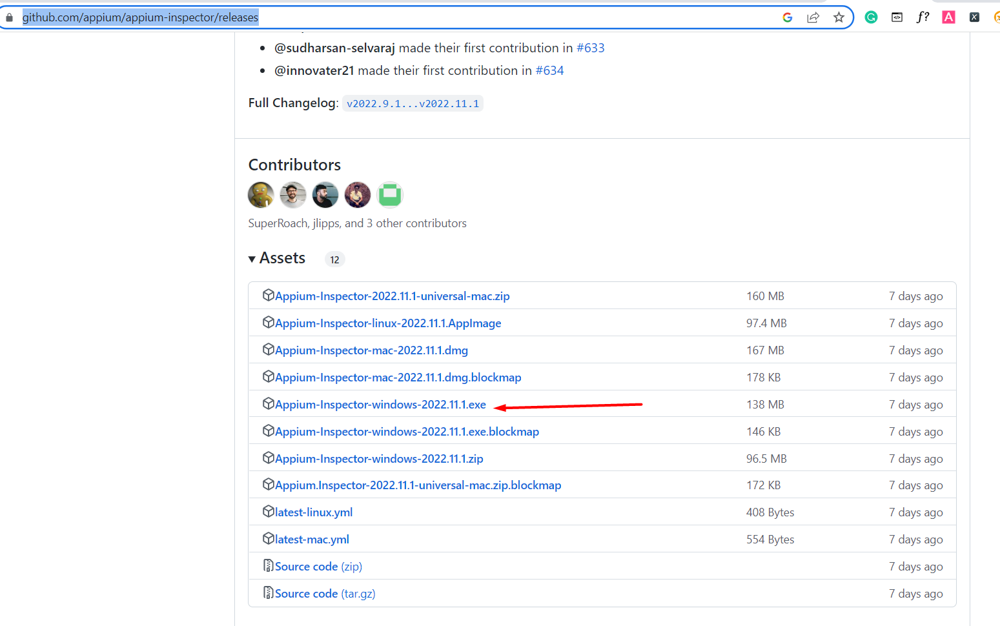 github.com/appium/appium-inspector/releases
@sudharsan-selvaraj made their first contribution in #633
@innovater21 made their first contribution in #634
Full Changelog: v2022.9.1...v2022.11.1
Contributors
SuperRoach, jlipps, and 3 other contributors
Assets 12
Appium-Inspector-2022.11.1-universal-mac.zip 160 MB 7 days ago
Appium-Inspector-linux-2022.11.1.AppImage 97.4 MB 7 days ago
Appium-Inspector-mac-2022.11.1.dmg 167 MB 7 days ago
Appium-Inspector-mac-2022.11.1.dmg.blockmap 178 KB 7 days ago
Appium-Inspector-windows-2022.11.1.exe 138 MB 7 days ago
Appium-Inspector-windows-2022.11.1.exe.blockmap 146 KB 7 days ago
Appium-Inspector-windows-2022.11.1.zip 96.5 MB 7 days ago
Appium.Inspector-2022.11.1-universal-mac.zip.blockmap 172 KB 7 days ago
latest-linux.yml 408 Bytes 7 days ago
latest-mac.yml 554 Bytes 7 days ago
Source code (zip) 7 days ago
Source code (tar.gz) 7 days ago